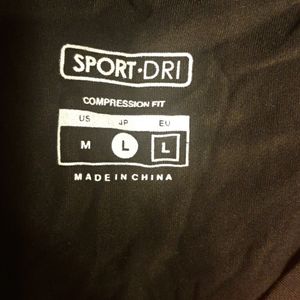 SPORT·DRI
COMPRESSION FIT
US JP EU
M L L
MADE IN CHINA